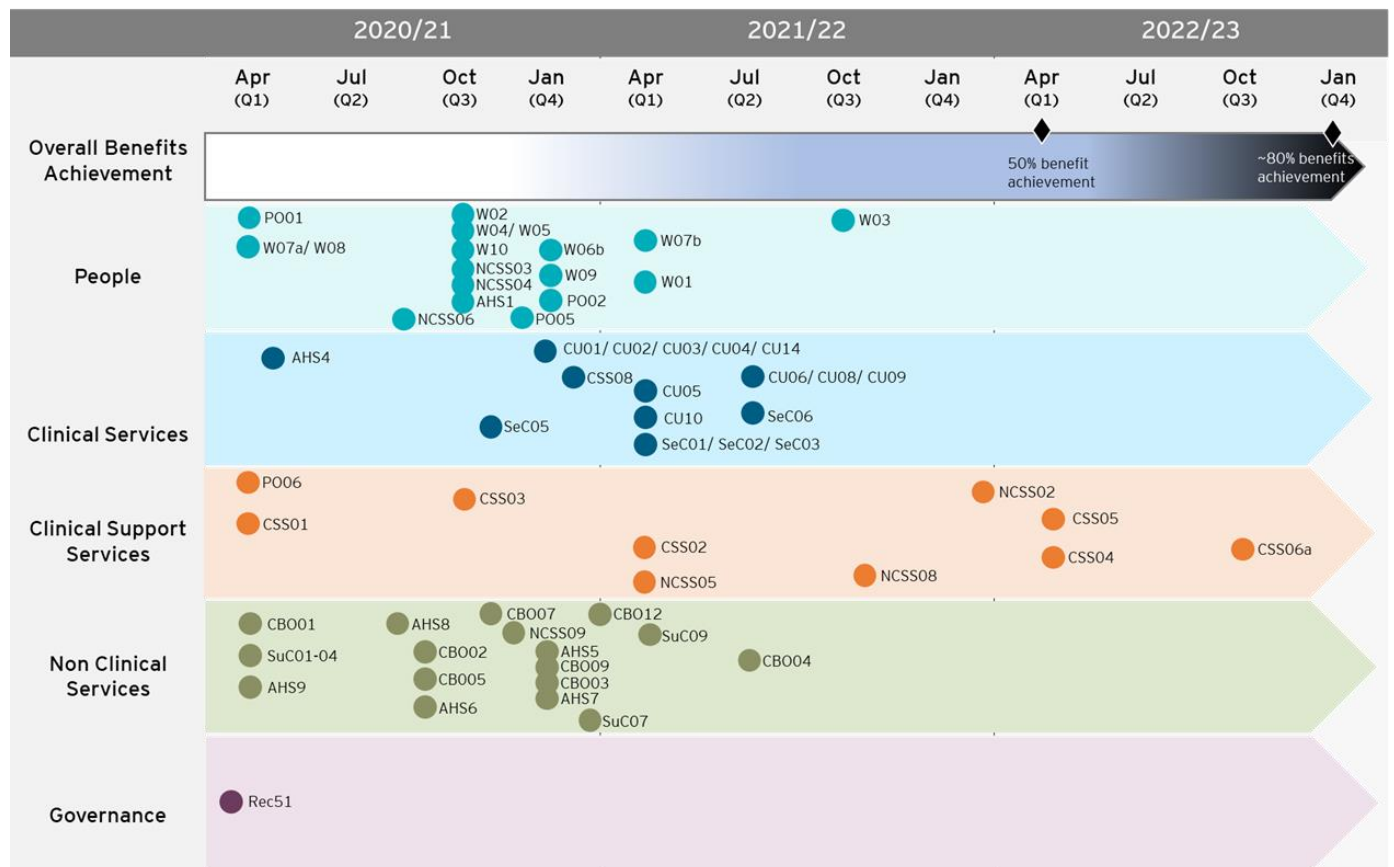 2020/21
2021/22
2022/23
Apr
(Q1)
Jul
(Q2)
Oct
(Q3)
Jan
(Q4)
Apr
(Q1)
Jul
(Q2)
Oct
(Q3)
Jan
(Q4)
Apr
(Q1)
Jul
(Q2)
Oct
(Q3)
Jan
(Q4)
Overall Benefits
Achievement
50% benefit
achievement
~80% benefits
achievement
People
PO01
W07a/ W08
W02
W04/ W05
W10
NCSS03
NCSS04
AHS1
NCSS06
W06b
W09
PO02
PO05
W07b
W01
W03
Clinical Services
AHS4
SeC05
CU01/ CU02/ CU03/ CU04/ CU14
CSS08
CU05
CU10
SeC01/ SeC02/ SeC03
CU06/ CU08/ CU09
SeC06
Clinical Support
Services
PO06
CSS01
CSS03
CSS02
NCSS05
NCSS08
NCSS02
CSS05
CSS04
CSS06a
Non Clinical
Services
CBO01
SuC01-04
AHS9
AHS8
CBO02
CB005
AHS6
CBO07
NCSS09
AHS5
CBO09
CBO03
AHS7
SuC07
CBO12
SuC09
CBO04
Governance
Rec51